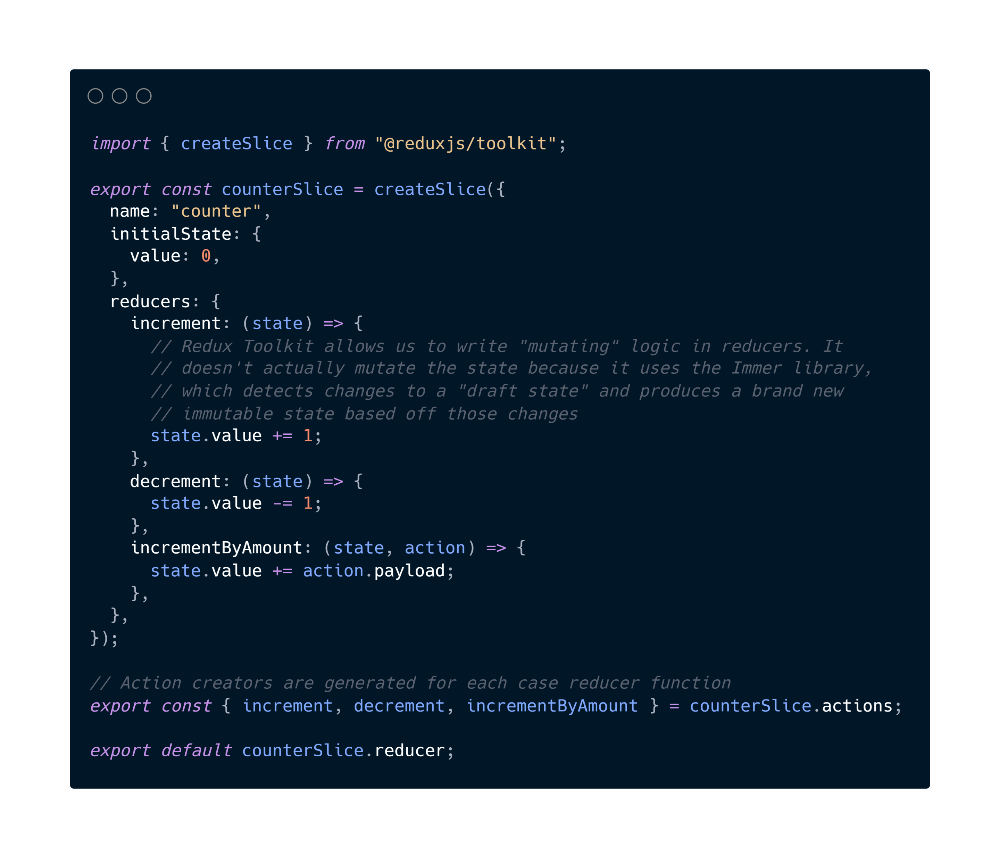 import { createSlice } from "@reduxjs/toolkit";

export const counterSlice = createSlice({
  name: "counter",
  initialState: {
    value: 0,
  },
  reducers: {
    increment: (state) => {
      // Redux Toolkit allows us to write "mutating" logic in reducers. It
      // doesn't actually mutate the state because it uses the Immer library,
      // which detects changes to a "draft state" and produces a brand new
      // immutable state based off those changes
      state.value += 1;
    },
    decrement: (state) => {
      state.value -= 1;
    },
    incrementByAmount: (state, action) => {
      state.value += action.payload;
    },
  },
});

// Action creators are generated for each case reducer function
export const { increment, decrement, incrementByAmount } = counterSlice.actions;

export default counterSlice.reducer;